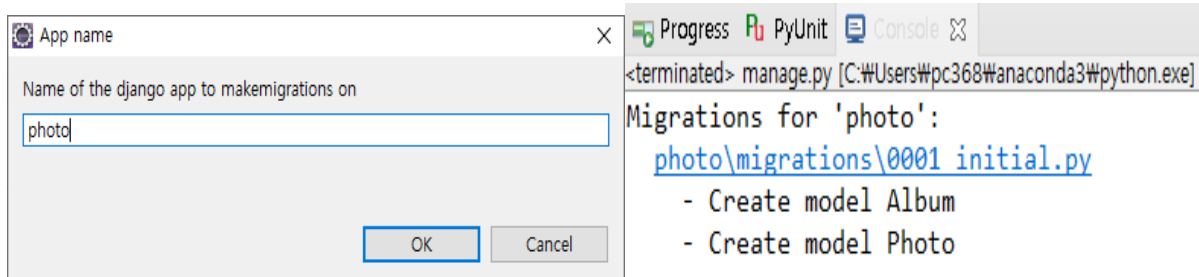 App name
Name of the django app to makemigrations on
photo
OK Cancel
Progress PyUnit Console
<terminated> manage.py [C:₩Users₩pc368₩anaconda3₩python.exe]
Migrations for 'photo':
photo\migrations\0001_initial.py
- Create model Album
- Create model Photo